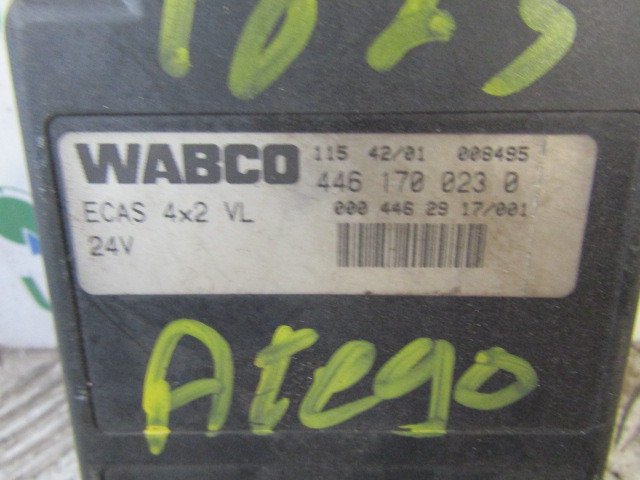 WABCO 115 42/01 008495
446 170 023 0
ECAS 4x2 VL 000 446 29 17/001
24V
Atego